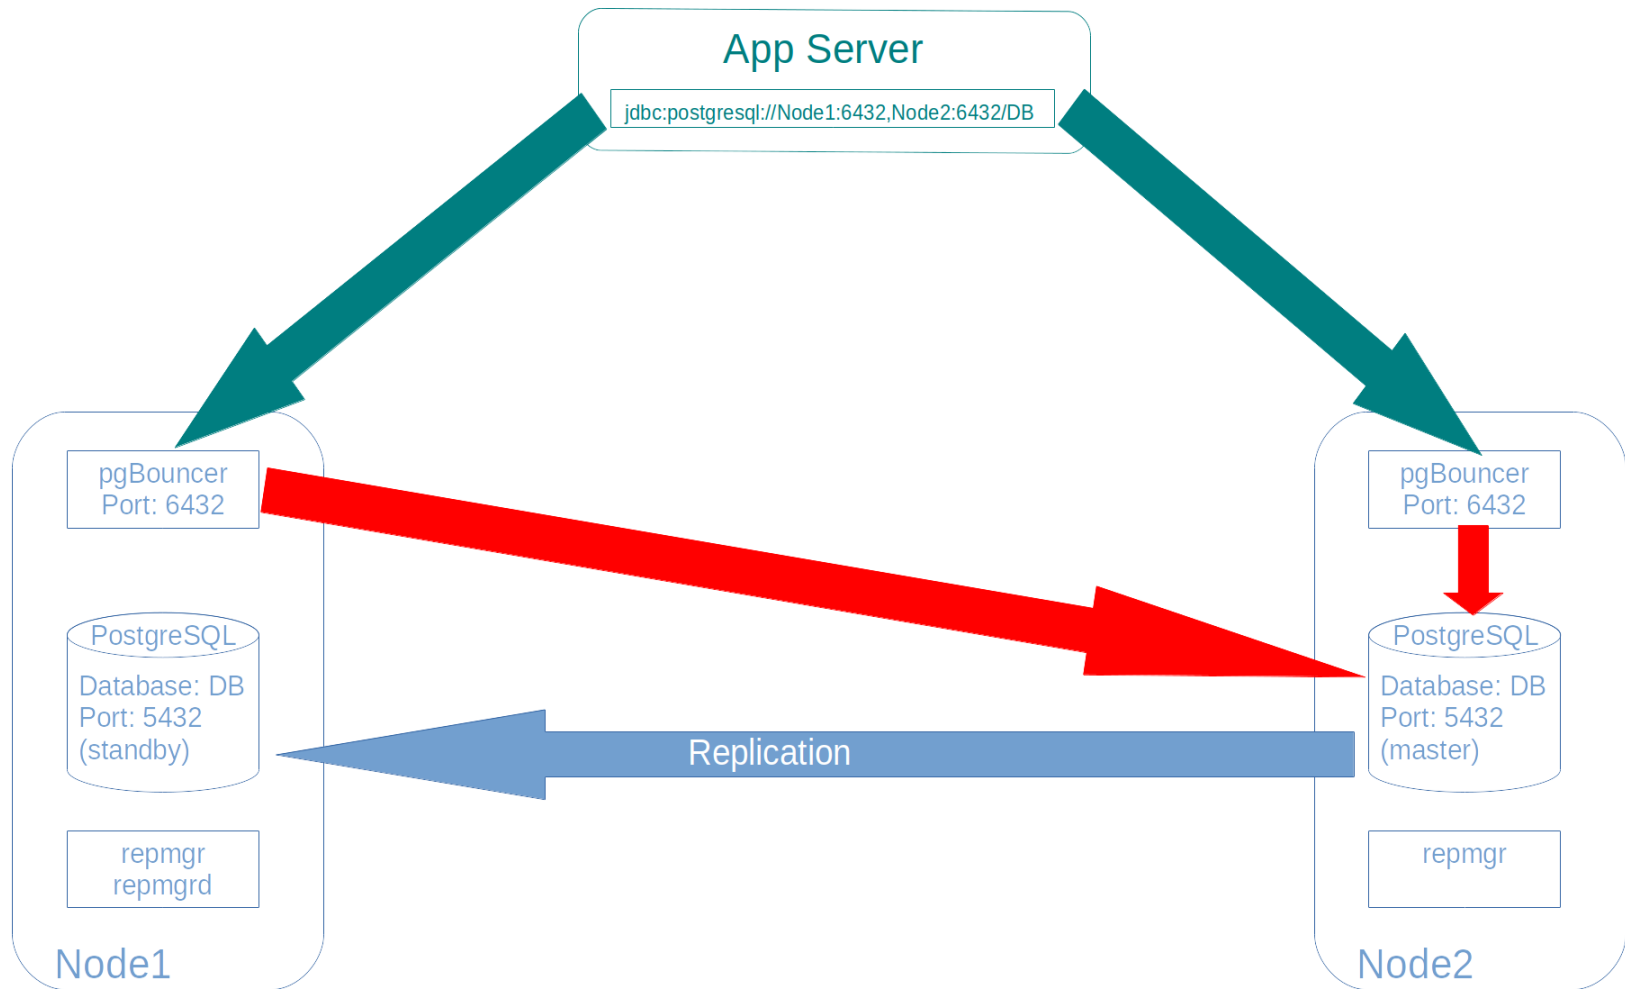 App Server
jdbc:postgresql://Node1:6432,Node2:6432/DB
pgBouncer
Port: 6432
PostgreSQL
Database: DB
Port: 5432
(standby)
repmgr
repmgrd
Node1
Replication
pgBouncer
Port: 6432
PostgreSQL
Database: DB
Port: 5432
(master)
repmgr
Node2